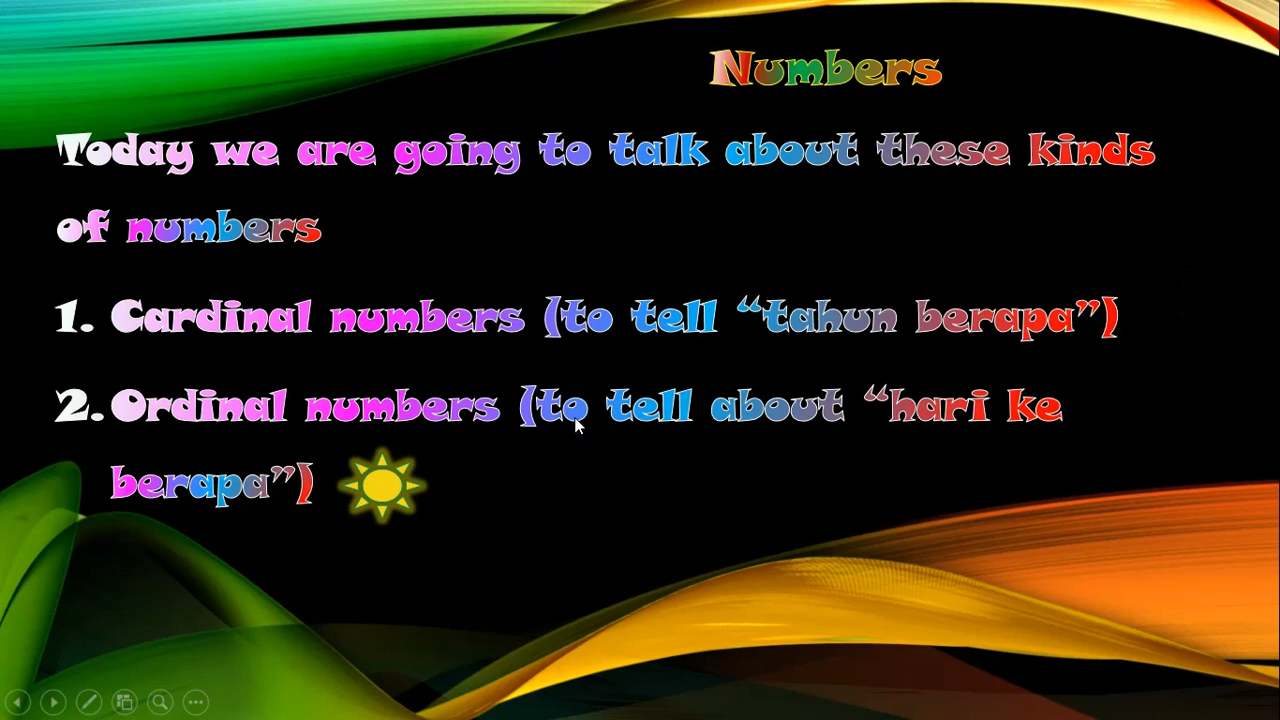 Numbers
Today we are going to talk about these kinds
of numbers
1. Cardinal numbers (to tell “tahun berapa”)
2. Ordinal numbers (to tell about “hari ke
berapa”)